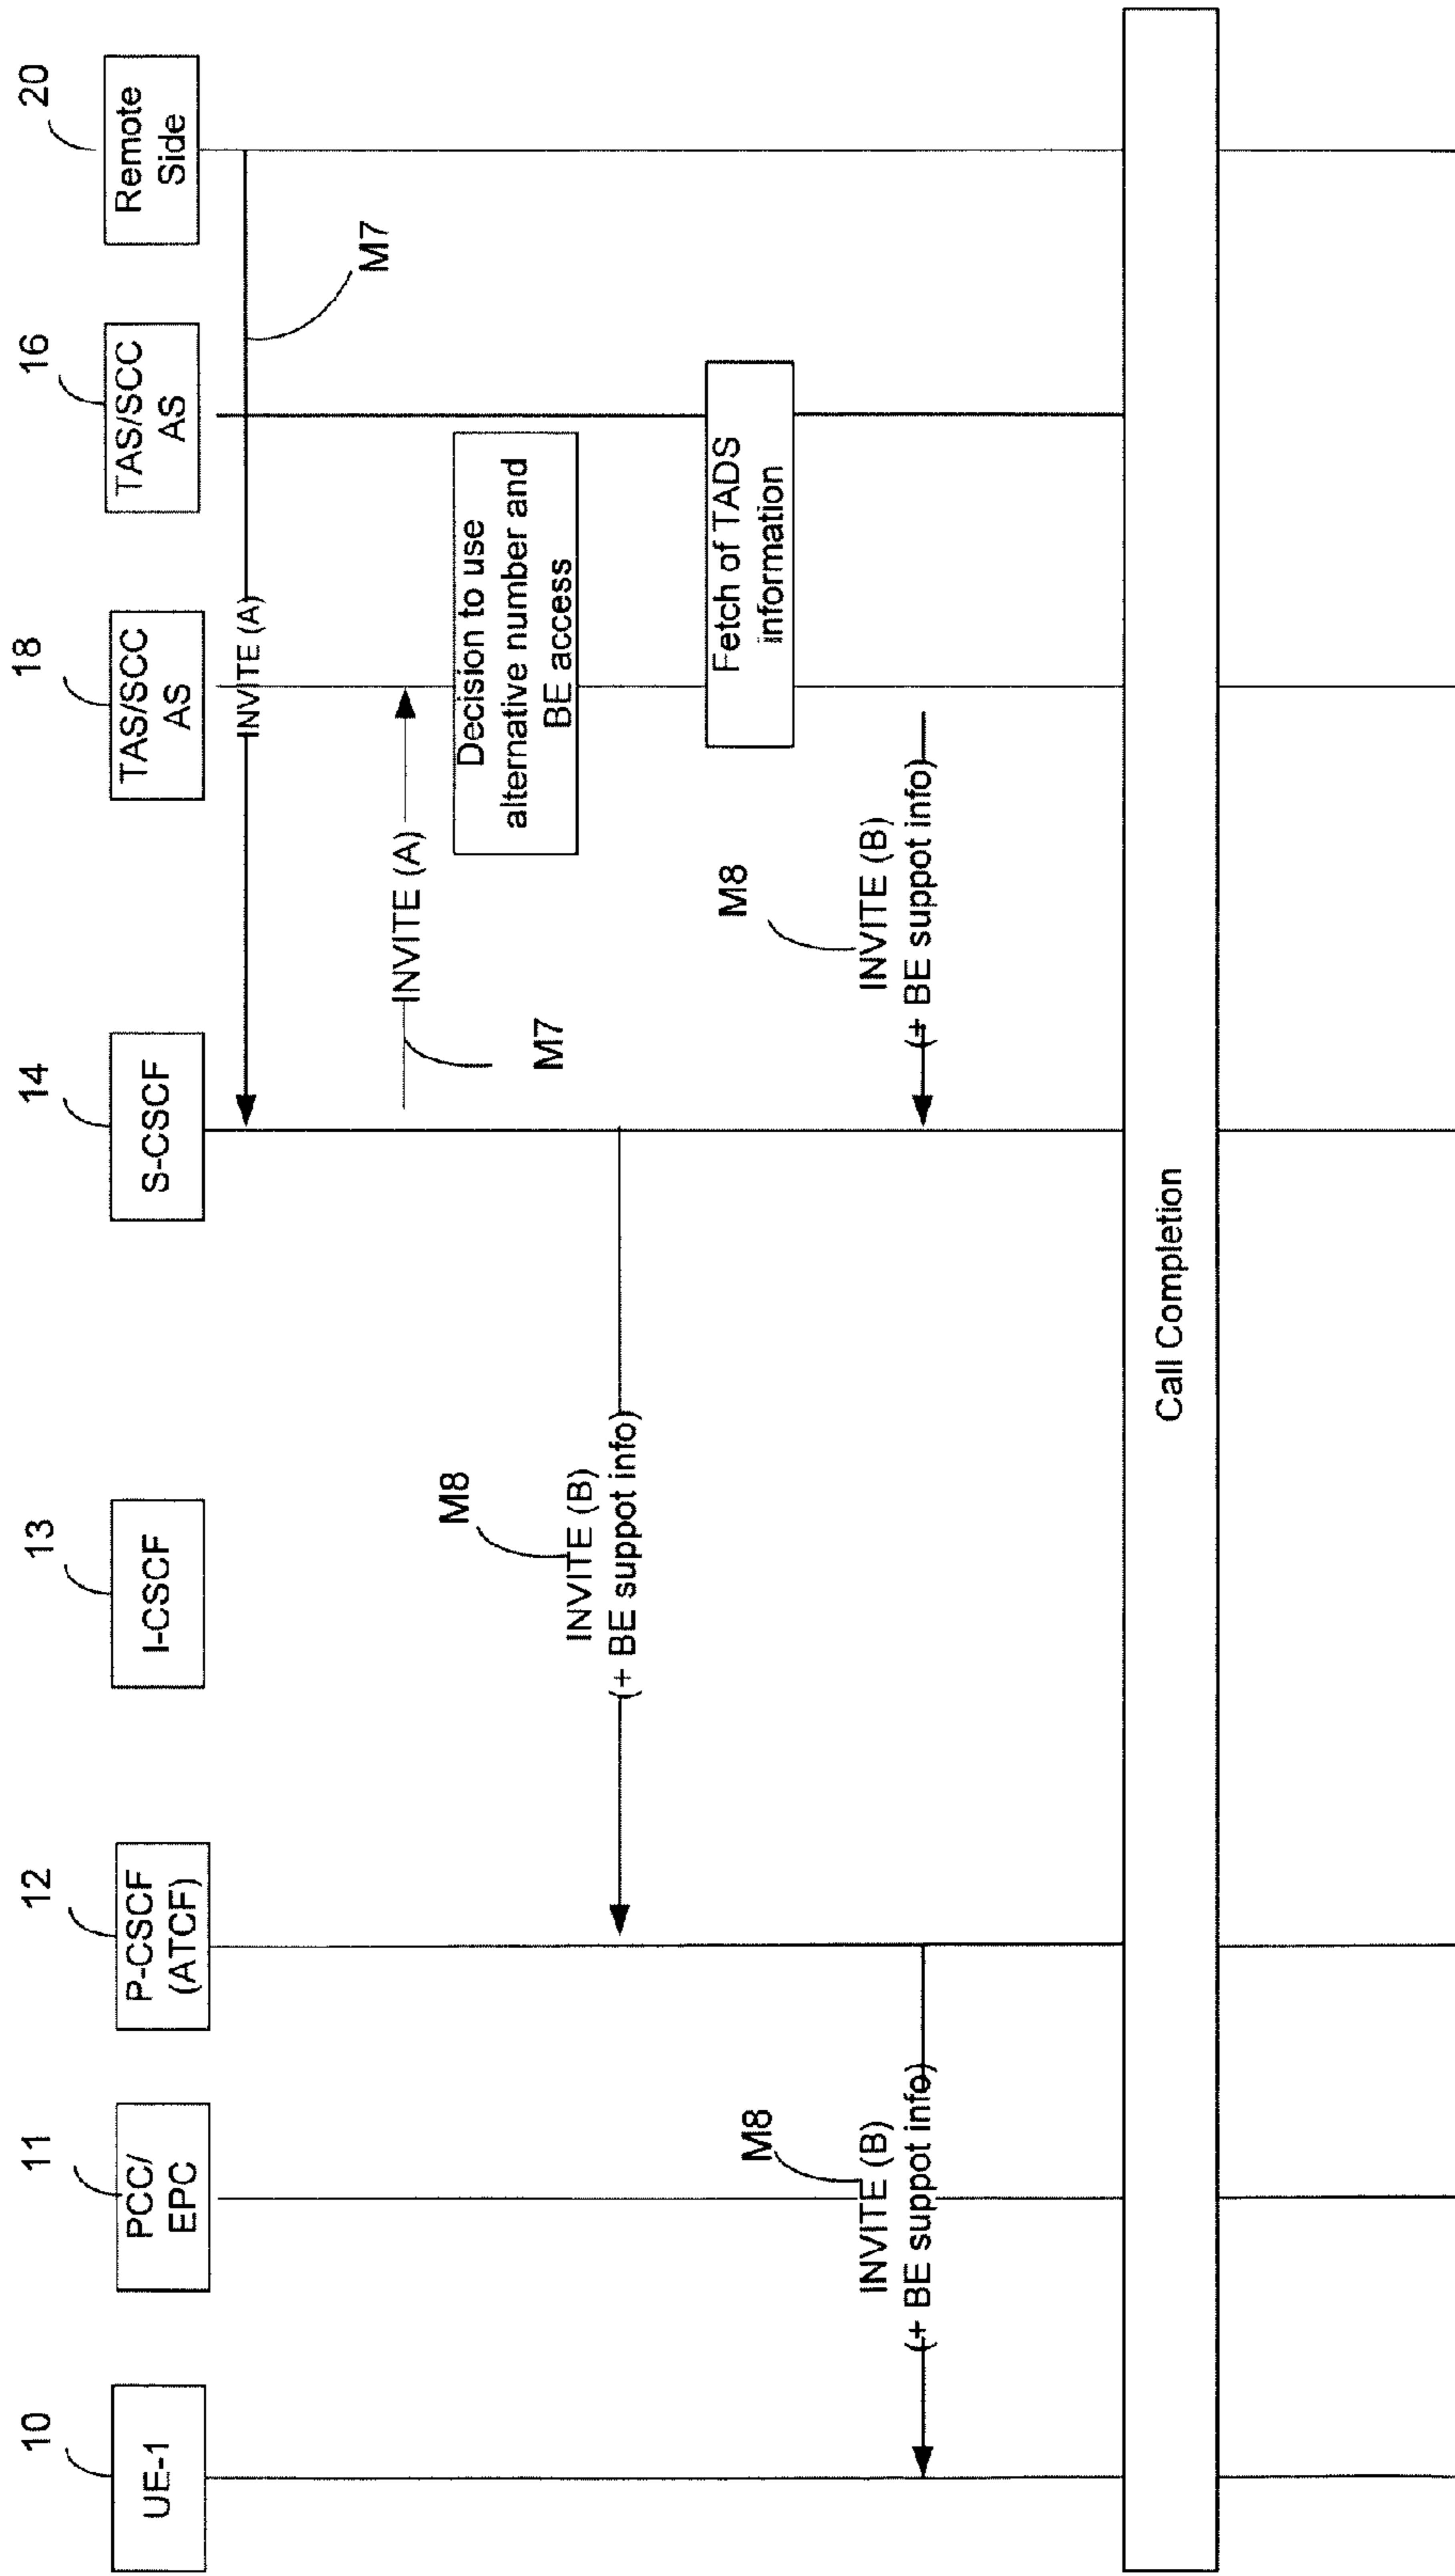 10
11
12
13
14
18
16
20
UE-1
PCC/
EPC
P-CSCF
(ATCF)
I-CSCF
S-CSCF
TAS/SCC
AS
TAS/SCC
AS
Remote
Side
INVITE (A)
M7
INVITE (A)
M7
Decision to use
alternative number and
BE access
M8
INVITE (B)
(+ BE suppot info)
Fetch of TADS
information
M8
INVITE (B)
(+ BE suppot info)
M8
INVITE (B)
(+ BE suppot info)
Call Completion